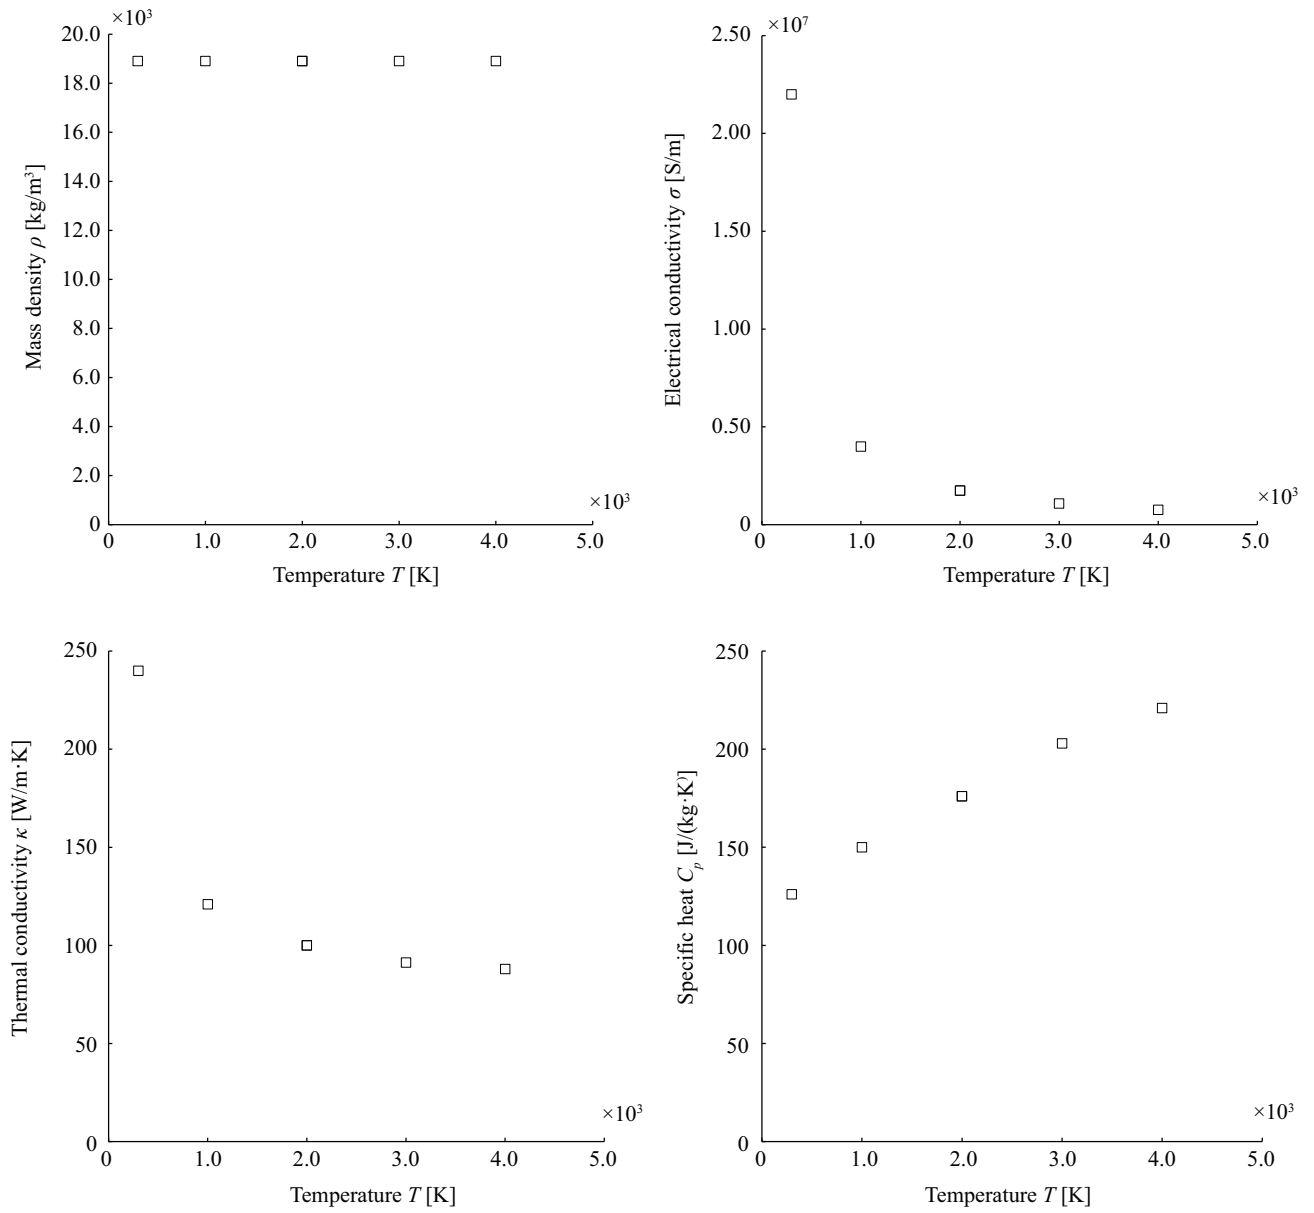 ×10³
20.0
18.0
16.0
14.0
12.0
10.0
8.0
6.0
4.0
2.0
0
Mass density ρ [kg/m³]
×10³
0 1.0 2.0 3.0 4.0 5.0
Temperature T [K]
×10⁷
2.50
2.00
1.50
1.00
0.50
0
Electrical conductivity σ [S/m]
×10³
0 1.0 2.0 3.0 4.0 5.0
Temperature T [K]
250
200
150
100
50
0
Thermal conductivity κ [W/m·K]
×10³
0 1.0 2.0 3.0 4.0 5.0
Temperature T [K]
250
200
150
100
50
0
Specific heat Cₚ [J/(kg·K)]
×10³
0 1.0 2.0 3.0 4.0 5.0
Temperature T [K]